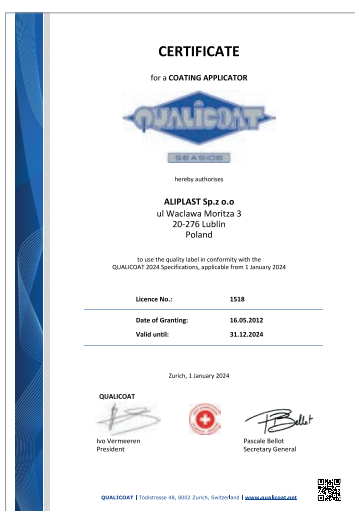 CERTIFICATE
for a COATING APPLICATOR
QUALICOAT
SEASIDE
hereby authorises
ALIPLAST Sp.z o.o
ul Waclawa Moritza 3
20-276 Lublin
Poland
to use the quality label in conformity with the
QUALICOAT 2024 Specifications, applicable from 1 January 2024
Licence No.: 1518
Date of Granting: 16.05.2012
Valid until: 31.12.2024
Zurich, 1 January 2024
QUALICOAT
Ivo Vermeeren
President
Pascale Bellot
Secretary General
QUALICOAT | Tödistrasse 48, 8002 Zurich, Switzerland | www.qualicoat.net